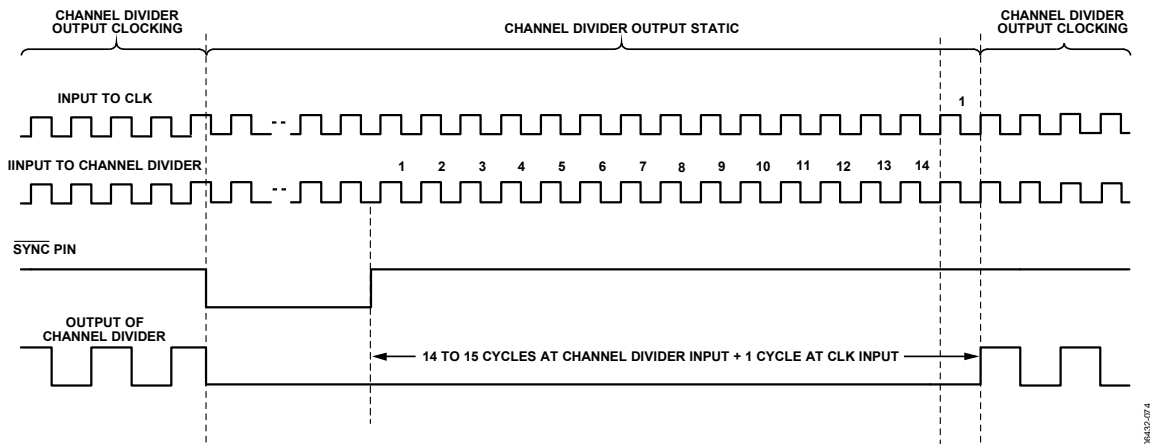 CHANNEL DIVIDER
OUTPUT CLOCKING
CHANNEL DIVIDER OUTPUT STATIC
CHANNEL DIVIDER
OUTPUT CLOCKING
INPUT TO CLK
1
IINPUT TO CHANNEL DIVIDER
1 2 3 4 5 6 7 8 9 10 11 12 13 14
SYNC PIN
OUTPUT OF
CHANNEL DIVIDER
14 TO 15 CYCLES AT CHANNEL DIVIDER INPUT + 1 CYCLE AT CLK INPUT
06432-074